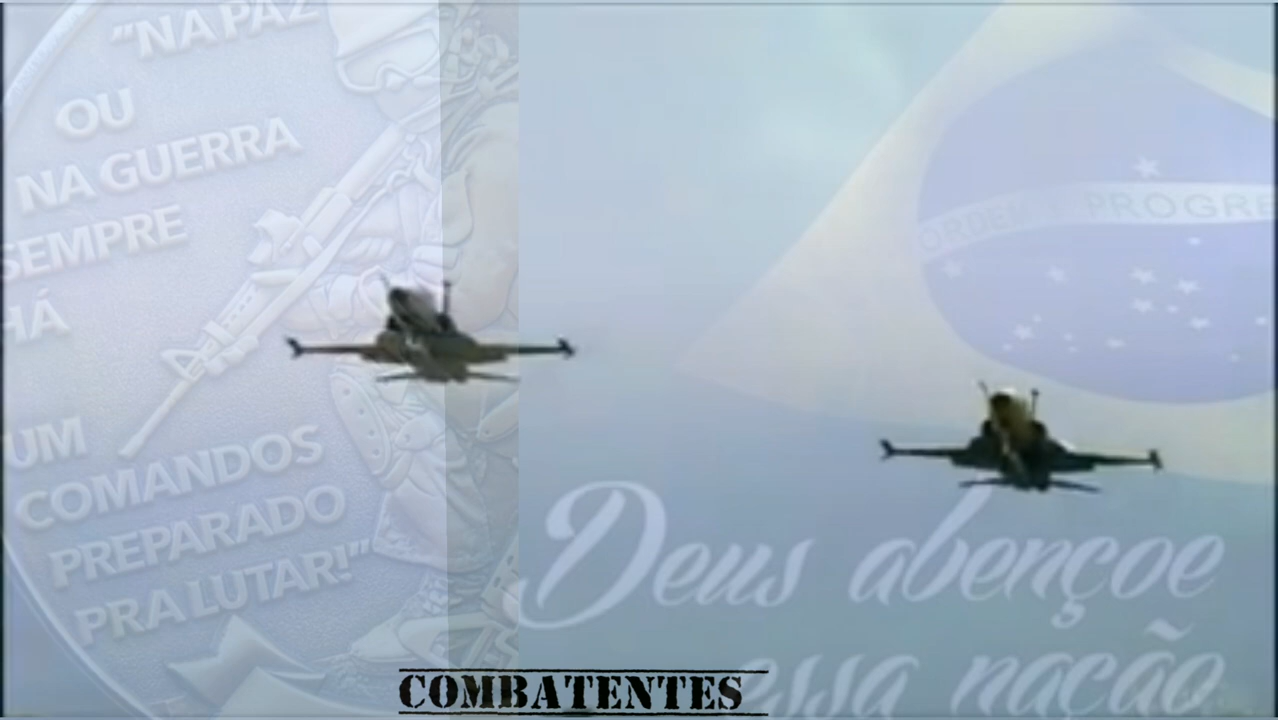 "NA PAZ
OU
NA GUERRA
SEMPRE
HÁ
UM
COMANDOS
PREPARADO
PRA LUTAR!"
ORDEM E PROGRE
Deus abençoe
essa nação
COMBATENTES